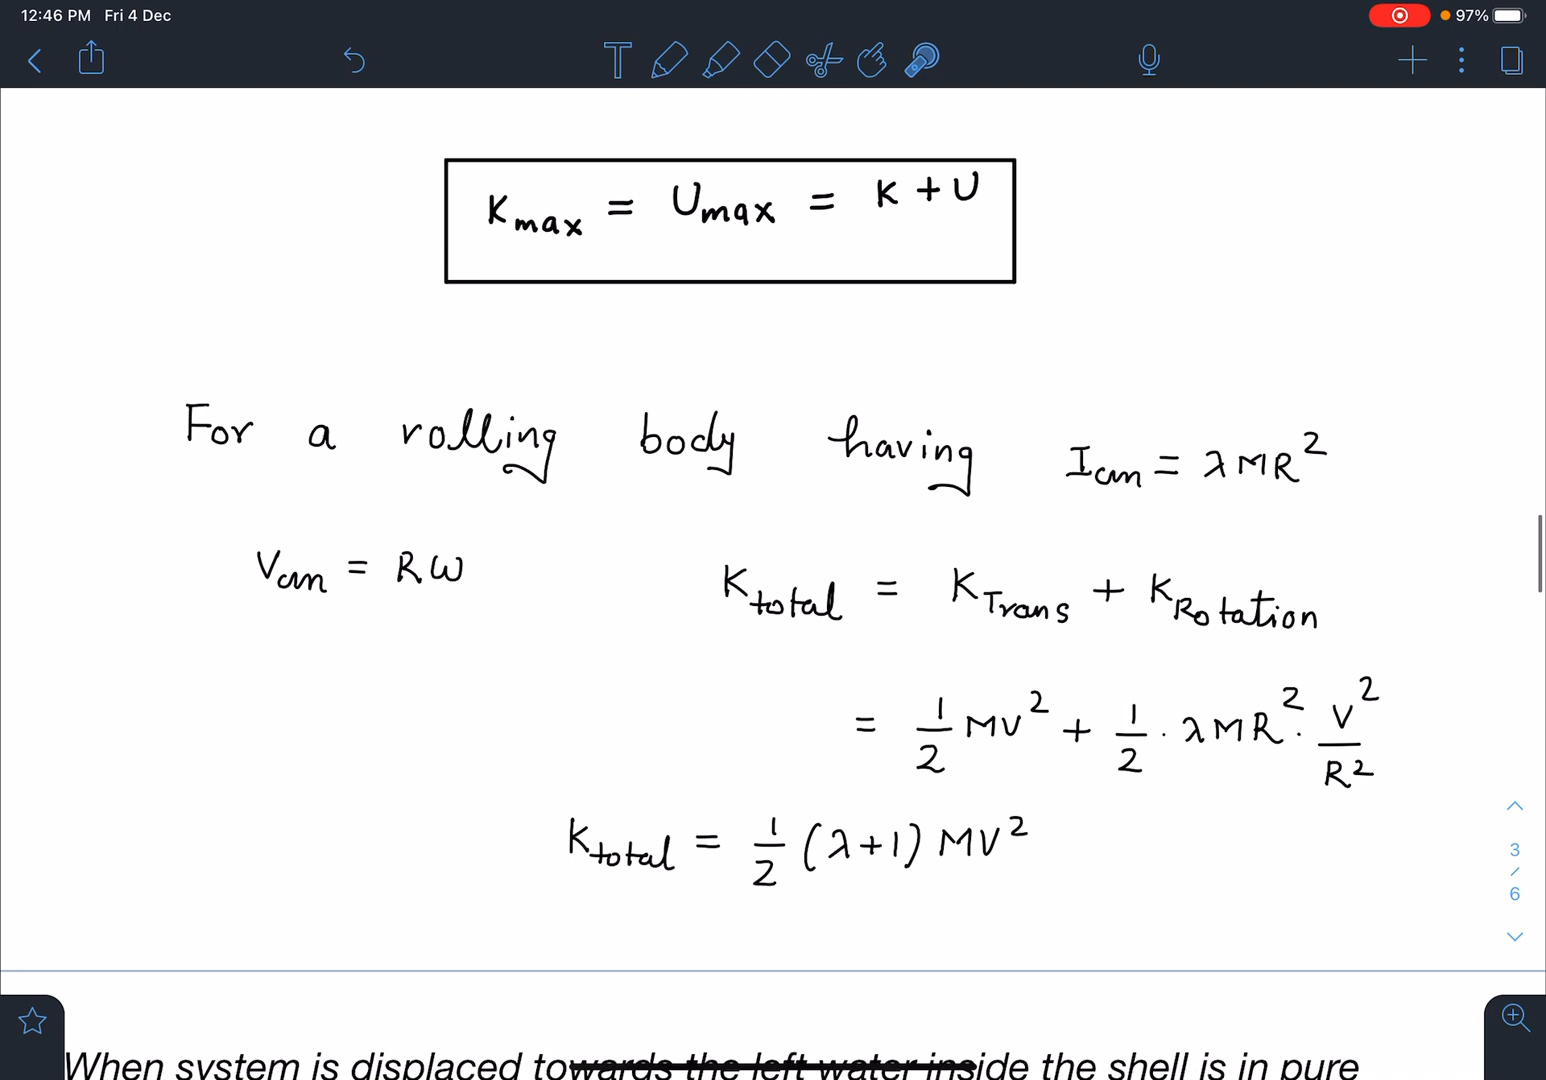 12:46 PM Fri 4 Dec
97%
T
Kmax = Umax = K + U
For a rolling body having Icm = λMR²
Vcm = Rω
Ktotal = KTrans + KRotation
= 1/2 MV² + 1/2 · λMR² · V²/R²
Ktotal = 1/2 (λ+1) MV²
3
/
6
When system is displaced towards the left water inside the shell is in pure